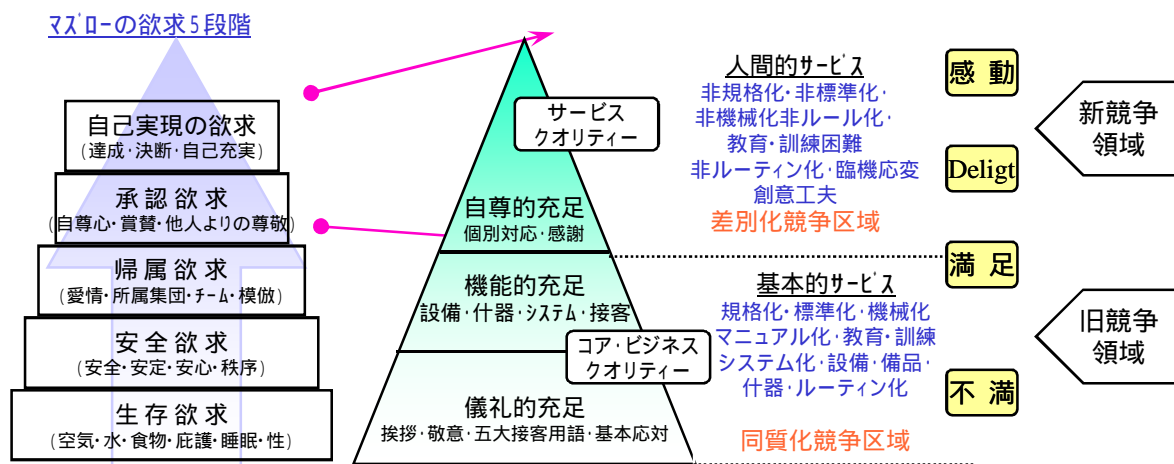 マズローの欲求5段階
自己実現の欲求
(達成・決断・自己充実)
承認欲求
(自尊心・賞賛・他人よりの尊敬)
帰属欲求
(愛情・所属集団・チーム・模倣)
安全欲求
(安全・安定・安心・秩序)
生存欲求
(空気・水・食物・庇護・睡眠・性)
サービス
クオリティー
自尊的充足
個別対応・感謝
機能的充足
設備・什器・システム・接客
コア・ビジネス
クオリティー
儀礼的充足
挨拶・敬意・五大接客用語・基本応対
人間的サービス
非規格化・非標準化・
非機械化非ルール化・
教育・訓練困難
非ルーティン化・臨機応変
創意工夫
差別化競争区域
基本的サービス
規格化・標準化・機械化
マニュアル化・教育・訓練
システム化・設備・備品・
什器・ルーティン化
同質化競争区域
感動
Deligt
満足
不満
新競争
領域
旧競争
領域